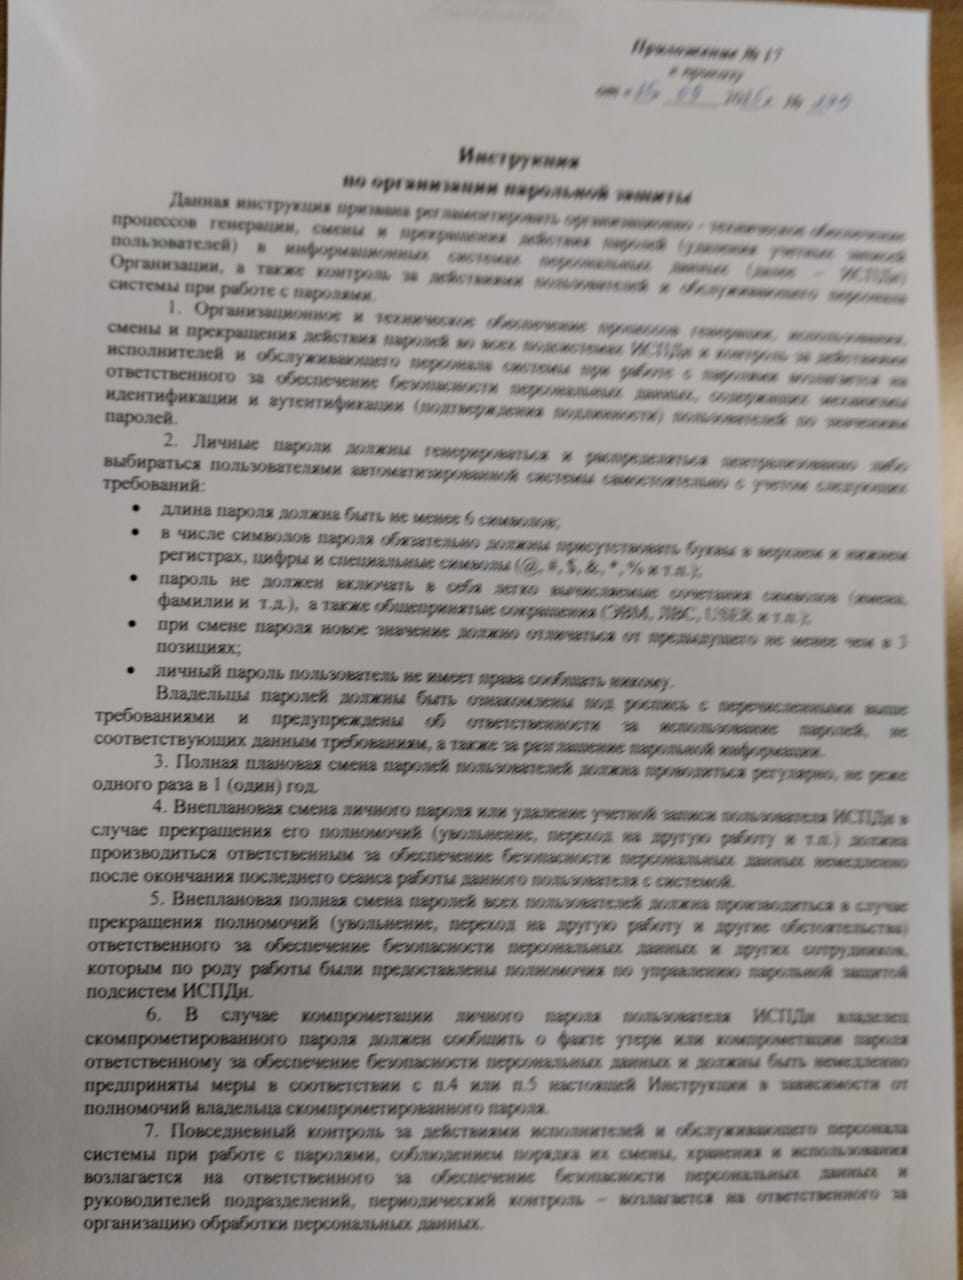 Приложение № 17
к приказу
от «15» 09 2015г. №
Инструкция
по организации парольной защиты
Данная инструкция призвана регламентировать организационно - техническое обеспечение
процессов генерации, смены и прекращения действия паролей (удаления учетных записей
пользователей) в информационных системах персональных данных (далее – ИСПДн)
Организации, а также контроль за действиями пользователей и обслуживающего персонала
системы при работе с паролями.
1. Организационное и техническое обеспечение процессов генерации, использования,
смены и прекращения действия паролей во всех подсистемах ИСПДн и контроль за действиями
исполнителей и обслуживающего персонала системы при работе с паролями возлагается на
ответственного за обеспечение безопасности персональных данных, содержащих механизмы
идентификации и аутентификации (подтверждения подлинности) пользователей по значениям
паролей.
2. Личные пароли должны генерироваться и распределяться централизованно либо
выбираться пользователями автоматизированной системы самостоятельно с учетом следующих
требований:
• длина пароля должна быть не менее 6 символов;
• в числе символов пароля обязательно должны присутствовать буквы в верхнем и нижнем
регистрах, цифры и специальные символы (@, #, $, &, *, % и т.п.);
• пароль не должен включать в себя легко вычисляемые сочетания символов (имена,
фамилии и т.д.), а также общепринятые сокращения (ЭВМ, ЛВС, USER и т.п.);
• при смене пароля новое значение должно отличаться от предыдущего не менее чем в 3
позициях;
• личный пароль пользователь не имеет права сообщать никому.
Владельцы паролей должны быть ознакомлены под роспись с перечисленными выше
требованиями и предупреждены об ответственности за использование паролей, не
соответствующих данным требованиям, а также за разглашение парольной информации.
3. Полная плановая смена паролей пользователей должна проводиться регулярно, не реже
одного раза в 1 (один) год.
4. Внеплановая смена личного пароля или удаление учетной записи пользователя ИСПДн в
случае прекращения его полномочий (увольнение, переход на другую работу и т.п.) должна
производиться ответственным за обеспечение безопасности персональных данных немедленно
после окончания последнего сеанса работы данного пользователя с системой.
5. Внеплановая полная смена паролей всех пользователей должна производиться в случае
прекращения полномочий (увольнение, переход на другую работу и другие обстоятельства)
ответственного за обеспечение безопасности персональных данных и других сотрудников,
которым по роду работы были предоставлены полномочия по управлению парольной защитой
подсистем ИСПДн.
6. В случае компрометации личного пароля пользователя ИСПДн владелец
скомпрометированного пароля должен сообщить о факте утери или компрометации пароля
ответственному за обеспечение безопасности персональных данных и должны быть немедленно
предприняты меры в соответствии с п.4 или п.5 настоящей Инструкции в зависимости от
полномочий владельца скомпрометированного пароля.
7. Повседневный контроль за действиями исполнителей и обслуживающего персонала
системы при работе с паролями, соблюдением порядка их смены, хранения и использования
возлагается на ответственного за обеспечение безопасности персональных данных и
руководителей подразделений, периодический контроль – возлагается на ответственного за
организацию обработки персональных данных.